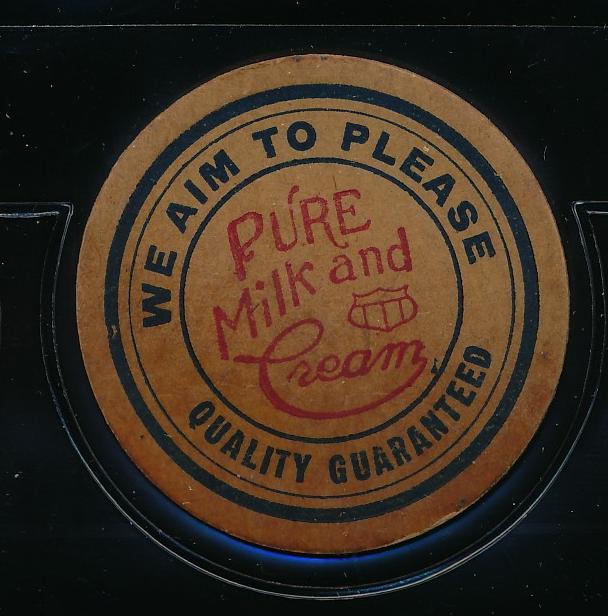 WE AIM TO PLEASE
PURE
Milk and
Cream
QUALITY GUARANTEED